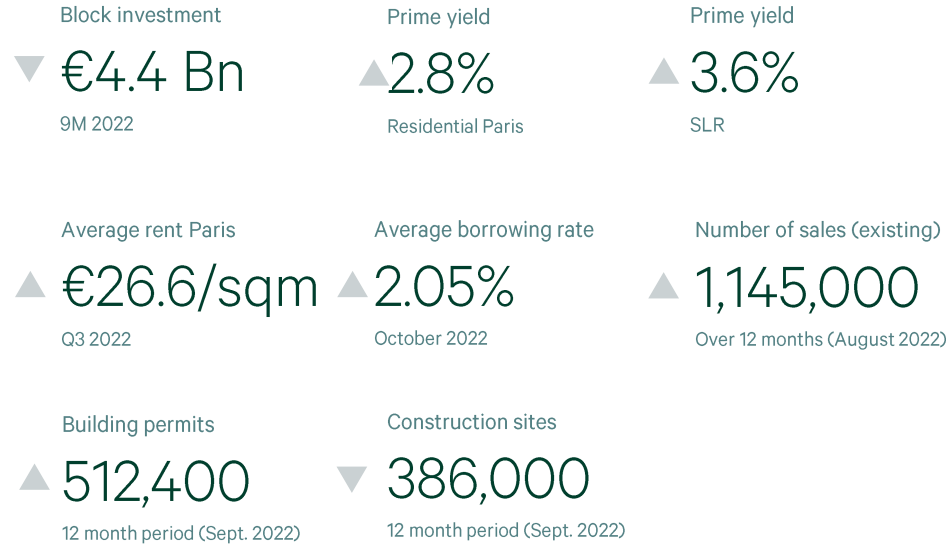 Block investment
€4.4 Bn
9M 2022
Prime yield
2.8%
Residential Paris
Prime yield
3.6%
SLR
Average rent Paris
€26.6/sqm
Q3 2022
Average borrowing rate
2.05%
October 2022
Number of sales (existing)
1,145,000
Over 12 months (August 2022)
Building permits
512,400
12 month period (Sept. 2022)
Construction sites
386,000
12 month period (Sept. 2022)